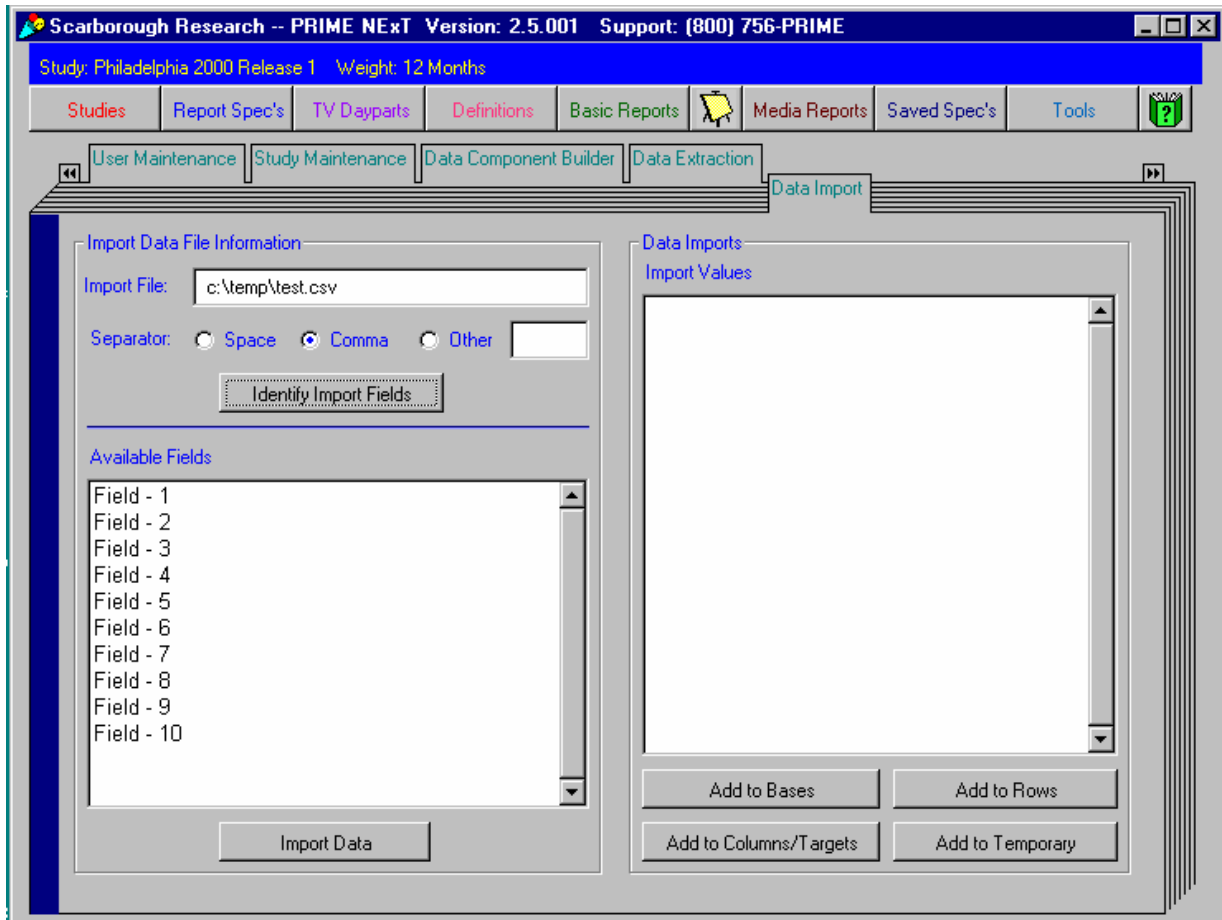 Scarborough Research -- PRIME NExT Version: 2.5.001 Support: (800) 756-PRIME
Study: Philadelphia 2000 Release 1 Weight: 12 Months
Studies Report Spec's TV Dayparts Definitions Basic Reports Media Reports Saved Spec's Tools ?
User Maintenance Study Maintenance Data Component Builder Data Extraction
Data Import
Import Data File Information
Import File: c:\temp\test.csv
Separator: Space Comma Other
Identify Import Fields
Available Fields
Field - 1
Field - 2
Field - 3
Field - 4
Field - 5
Field - 6
Field - 7
Field - 8
Field - 9
Field - 10
Import Data
Data Imports
Import Values
Add to Bases Add to Rows
Add to Columns/Targets Add to Temporary